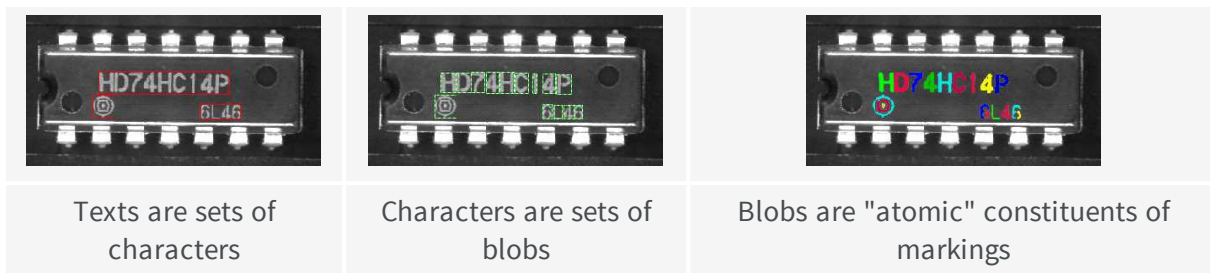 HD74HC14P
6L46
HD74HC14P
6L46
HD74HC14P
6L46
Texts are sets of
characters
Characters are sets of
blobs
Blobs are "atomic" constituents of
markings